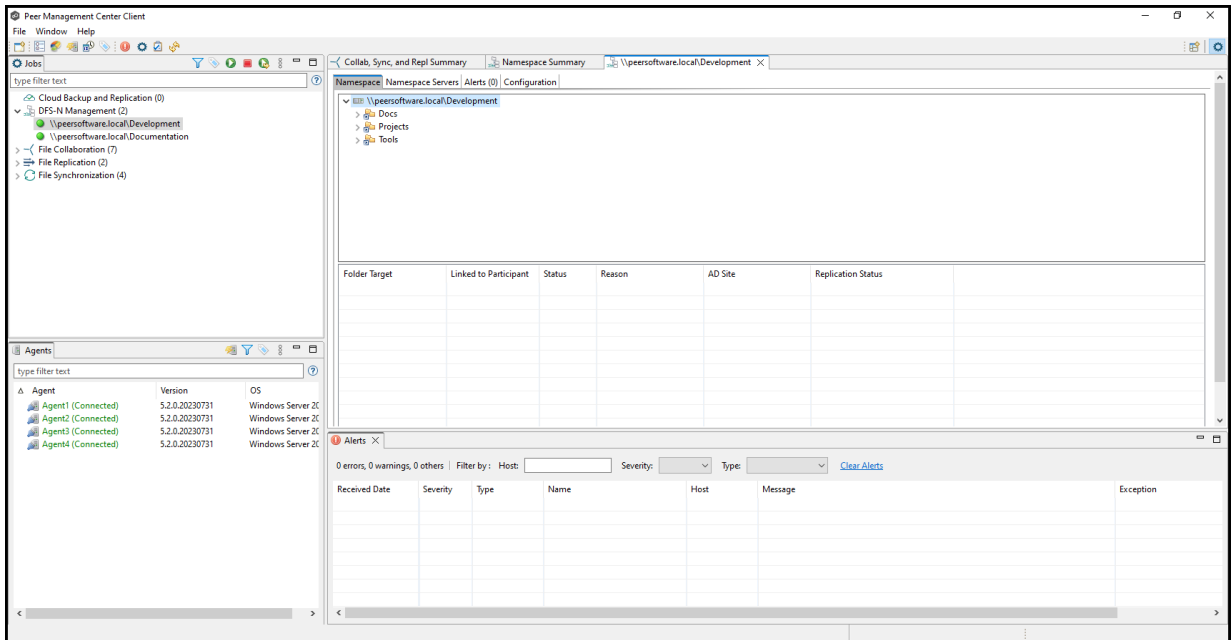 Peer Management Center Client
File Window Help
Jobs
type filter text
Cloud Backup and Replication (0)
DFS-N Management (2)
\\peersoftware.local\Development
\\peersoftware.local\Documentation
File Collaboration (7)
File Replication (2)
File Synchronization (4)
Agents
type filter text
Agent Version OS
Agent1 (Connected) 5.2.0.20230731 Windows Server 20
Agent2 (Connected) 5.2.0.20230731 Windows Server 20
Agent3 (Connected) 5.2.0.20230731 Windows Server 20
Agent4 (Connected) 5.2.0.20230731 Windows Server 20
Collab, Sync, and Repl Summary Namespace Summary \\peersoftware.local\Development
Namespace Namespace Servers Alerts (0) Configuration
\\peersoftware.local\Development
Docs
Projects
Tools
Folder Target Linked to Participant Status Reason AD Site Replication Status
Alerts
0 errors, 0 warnings, 0 others Filter by : Host: Severity: Type: Clear Alerts
Received Date Severity Type Name Host Message Exception